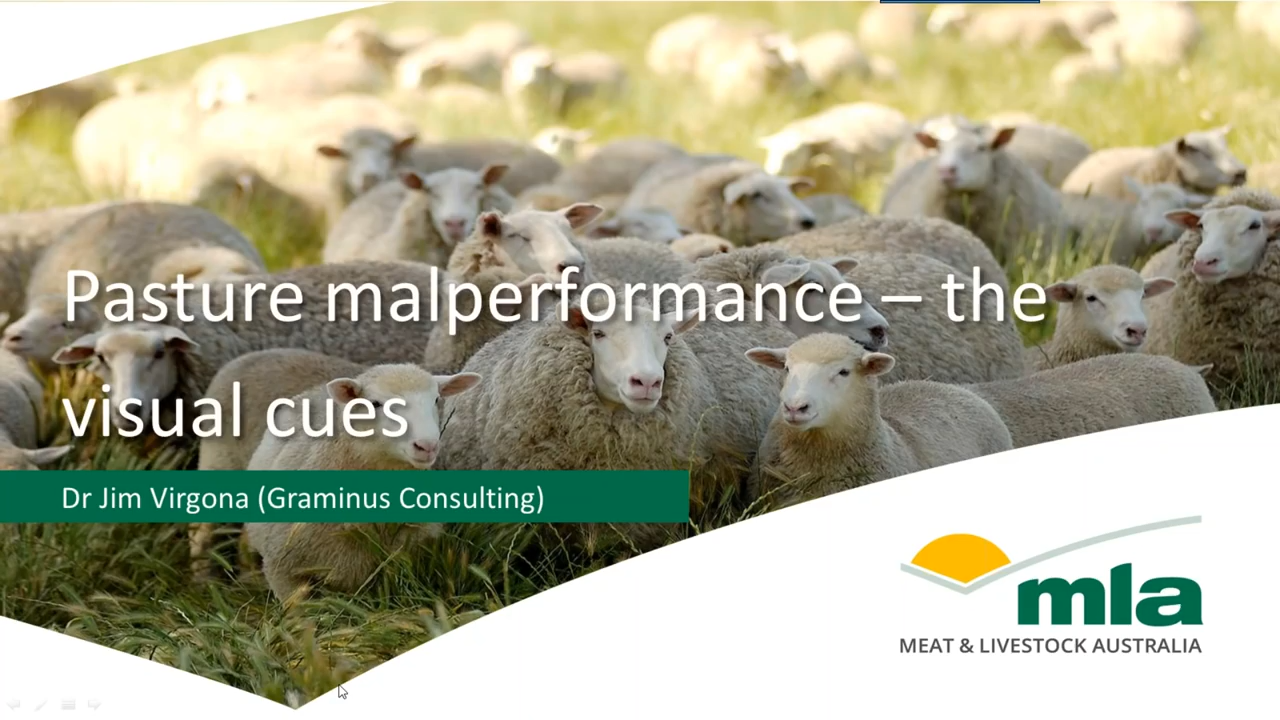 Pasture malperformance – the
visual cues
Dr Jim Virgona (Graminus Consulting)
mla
MEAT & LIVESTOCK AUSTRALIA